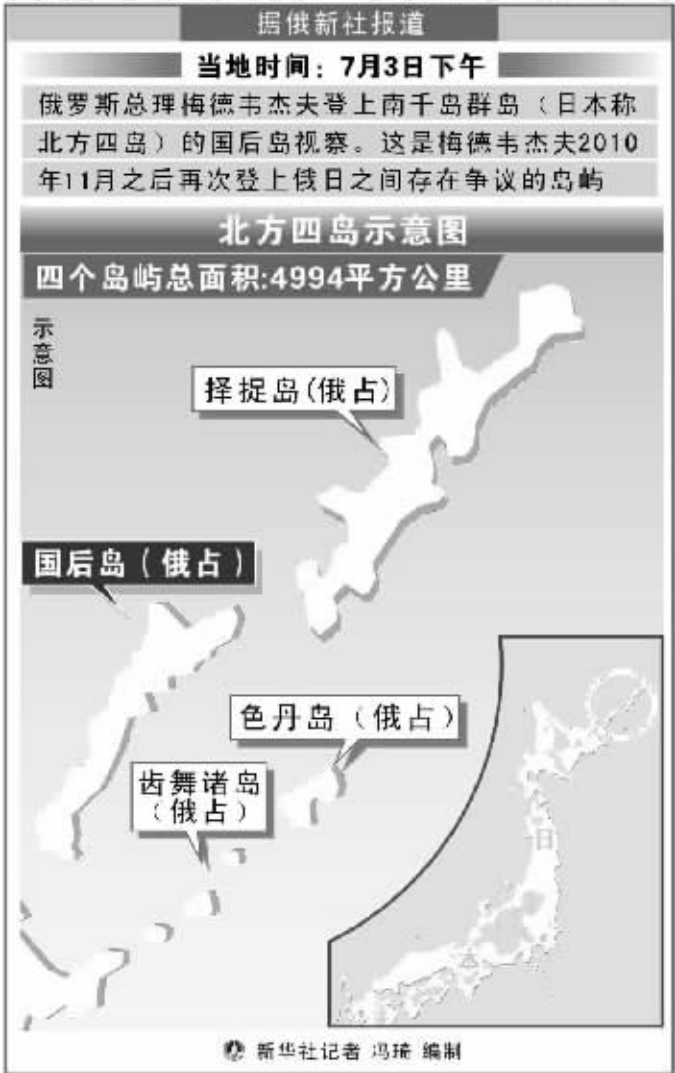 据俄新社报道
当地时间：7月3日下午
俄罗斯总理梅德韦杰夫登上南千岛群岛（日本称
北方四岛）的国后岛视察。这是梅德韦杰夫2010
年11月之后再次登上俄日之间存在争议的岛屿
北方四岛示意图
四个岛屿总面积:4994平方公里
示意图
择捉岛(俄占)
国后岛（俄占）
色丹岛（俄占）
齿舞诸岛
（俄占）
日
本
新华社记者 冯琦 编制